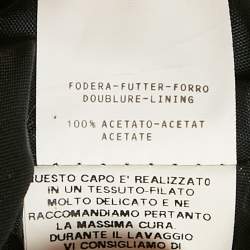 FODERA-FUTTER-FORRO
DOUBLURE-LINING
100% ACETATO-ACETAT
ACETATE
QUESTO CAPO E' REALIZZATO
IN UN TESSUTO-FILATO
MOLTO DELICATO E NE
RACCOMANDIAMO PERTANTO
LA MASSIMA CURA.
DURANTE IL LAVAGGIO
VI CONSIGLIAMO DI